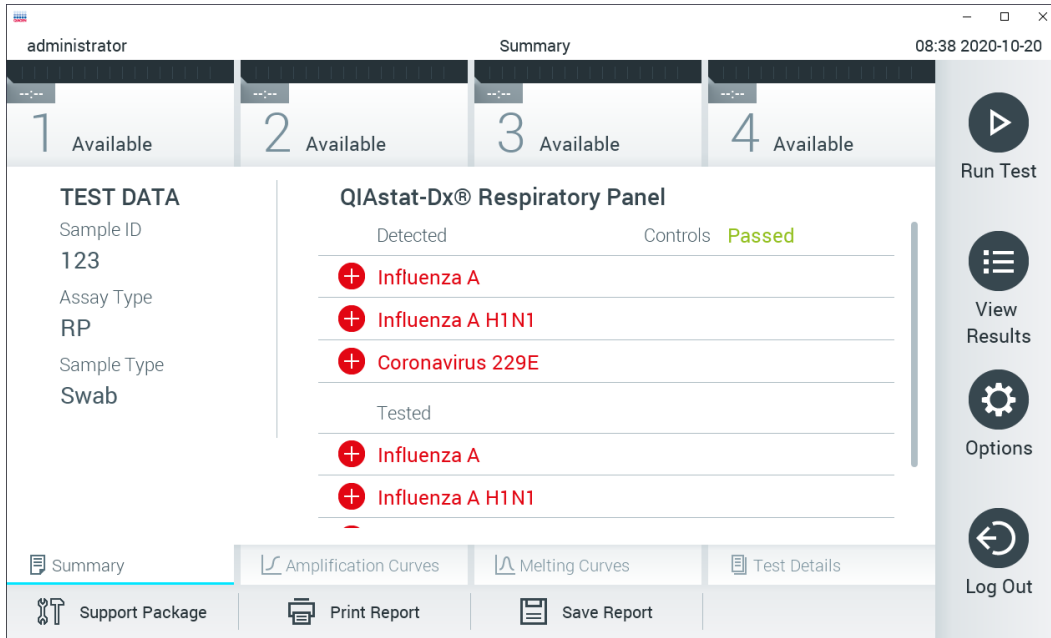 administrator
Summary
08:38 2020-10-20
--:--
1 Available
--:--
2 Available
--:--
3 Available
--:--
4 Available
Run Test
View
Results
Options
Log Out
TEST DATA
Sample ID
123
Assay Type
RP
Sample Type
Swab
QIAstat-Dx® Respiratory Panel
Detected Controls Passed
Influenza A
Influenza A H1N1
Coronavirus 229E
Tested
Influenza A
Influenza A H1N1
Summary
Amplification Curves
Melting Curves
Test Details
Support Package
Print Report
Save Report